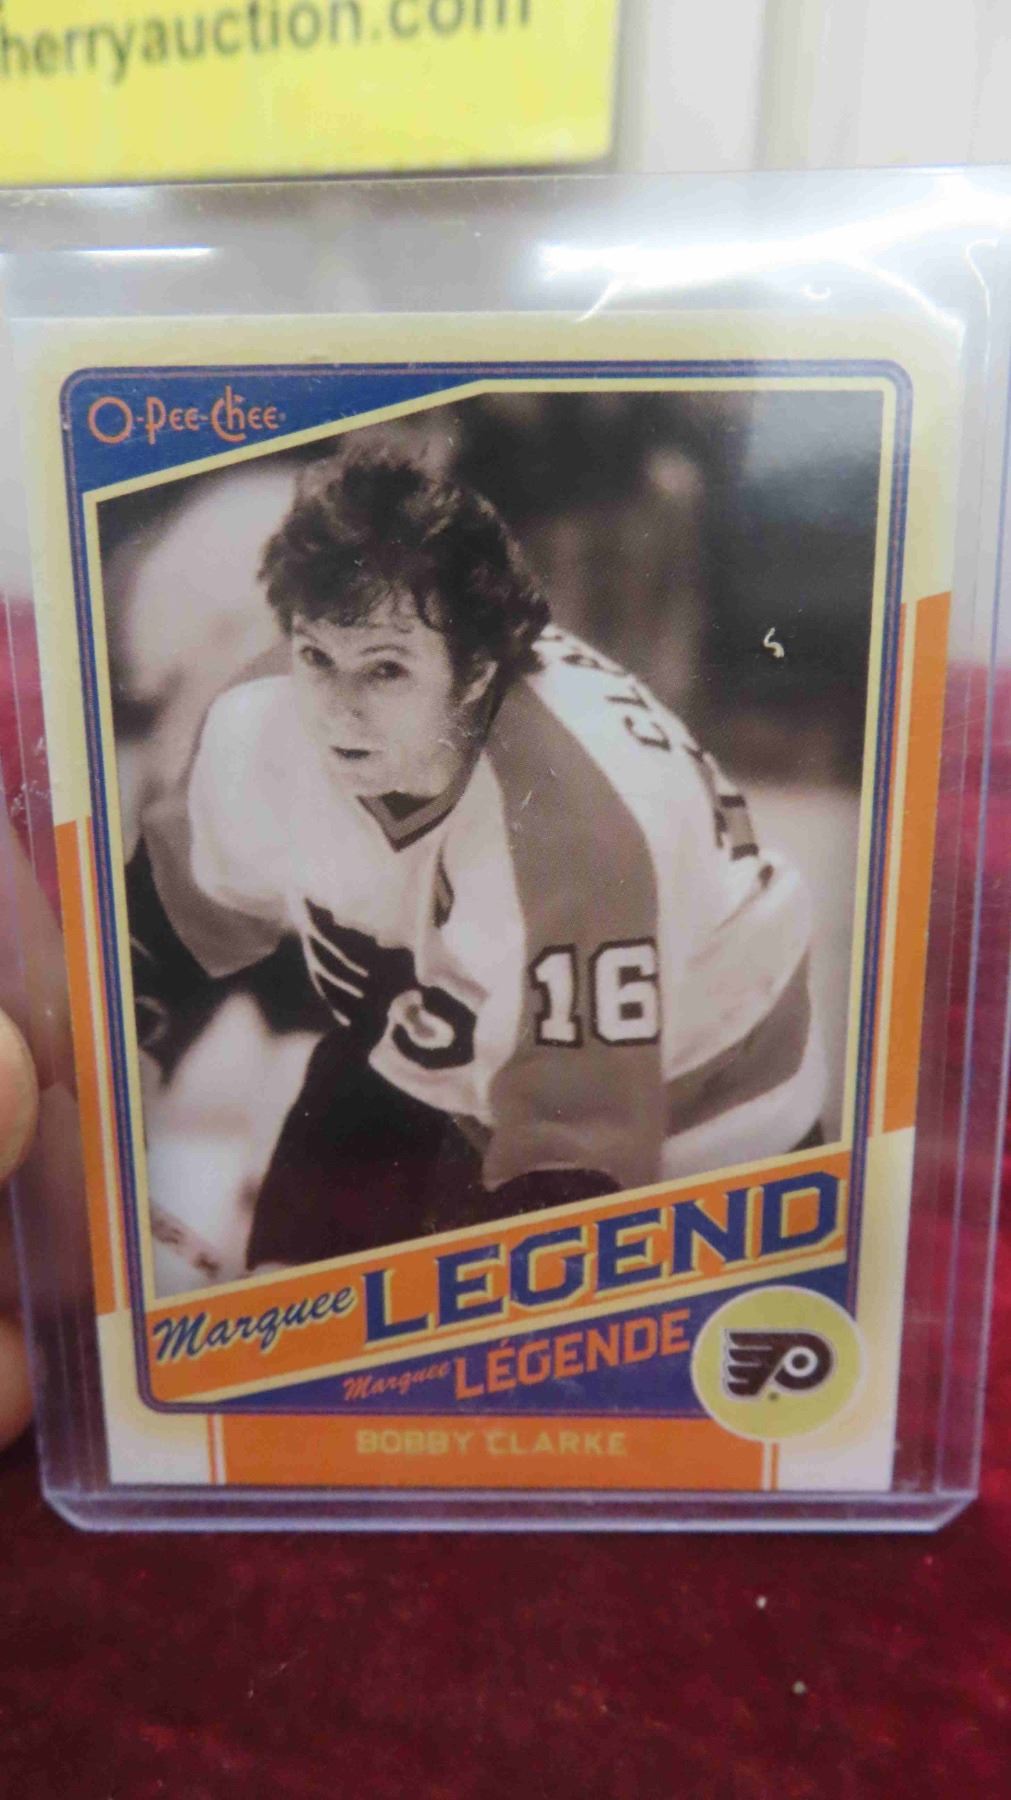 herryauction.com
O-Pee-Chee
16
Marquee LEGEND
Marquee LÉGENDE
BOBBY CLARKE